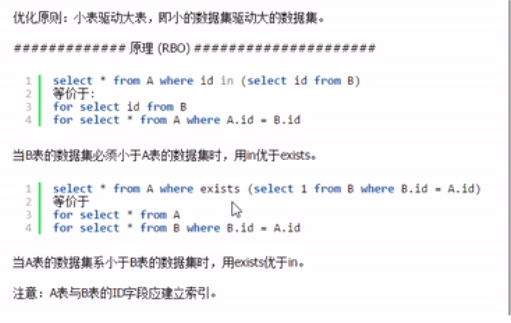 优化原则：小表驱动大表，即小的数据集驱动大的数据集。
############# 原理 (RBO) #####################
1 select * from A where id in (select id from B)
2 等价于：
3 for select id from B
4 for select * from A where A.id = B.id
当B表的数据集必须小于A表的数据集时，用in优于exists。
1 select * from A where exists (select 1 from B where B.id = A.id)
2 等价于
3 for select * from A
4 for select * from B where B.id = A.id
当A表的数据集系小于B表的数据集时，用exists优于in。
注意：A表与B表的ID字段应建立索引。